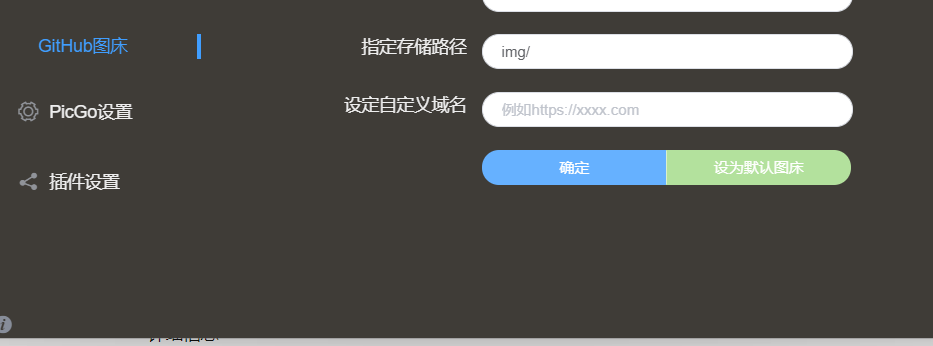 GitHub图床
指定存储路径
img/
PicGo设置
设定自定义域名
例如https://xxxx.com
确定
设为默认图床
插件设置